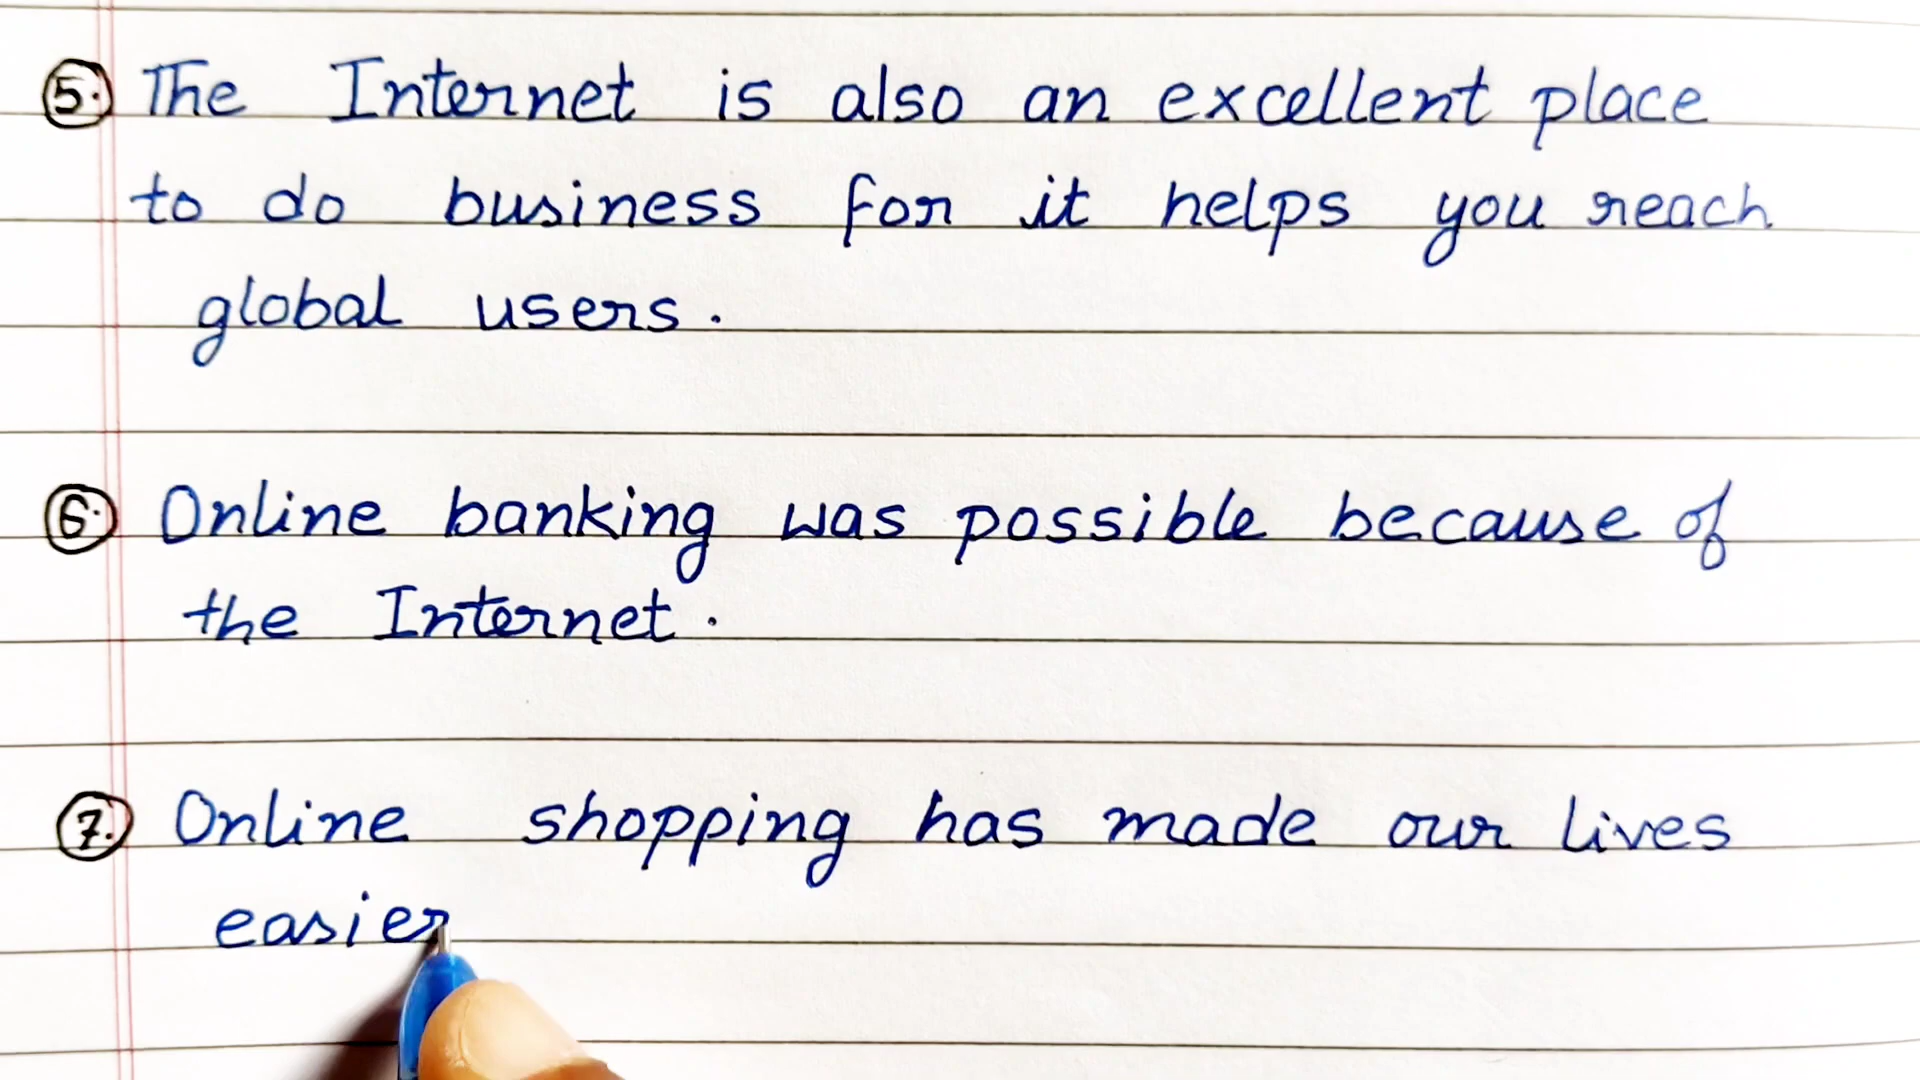 5. The Internet is also an excellent place
to do business for it helps you reach
global users.
6. Online banking was possible because of
the Internet.
7. Online shopping has made our lives
easier